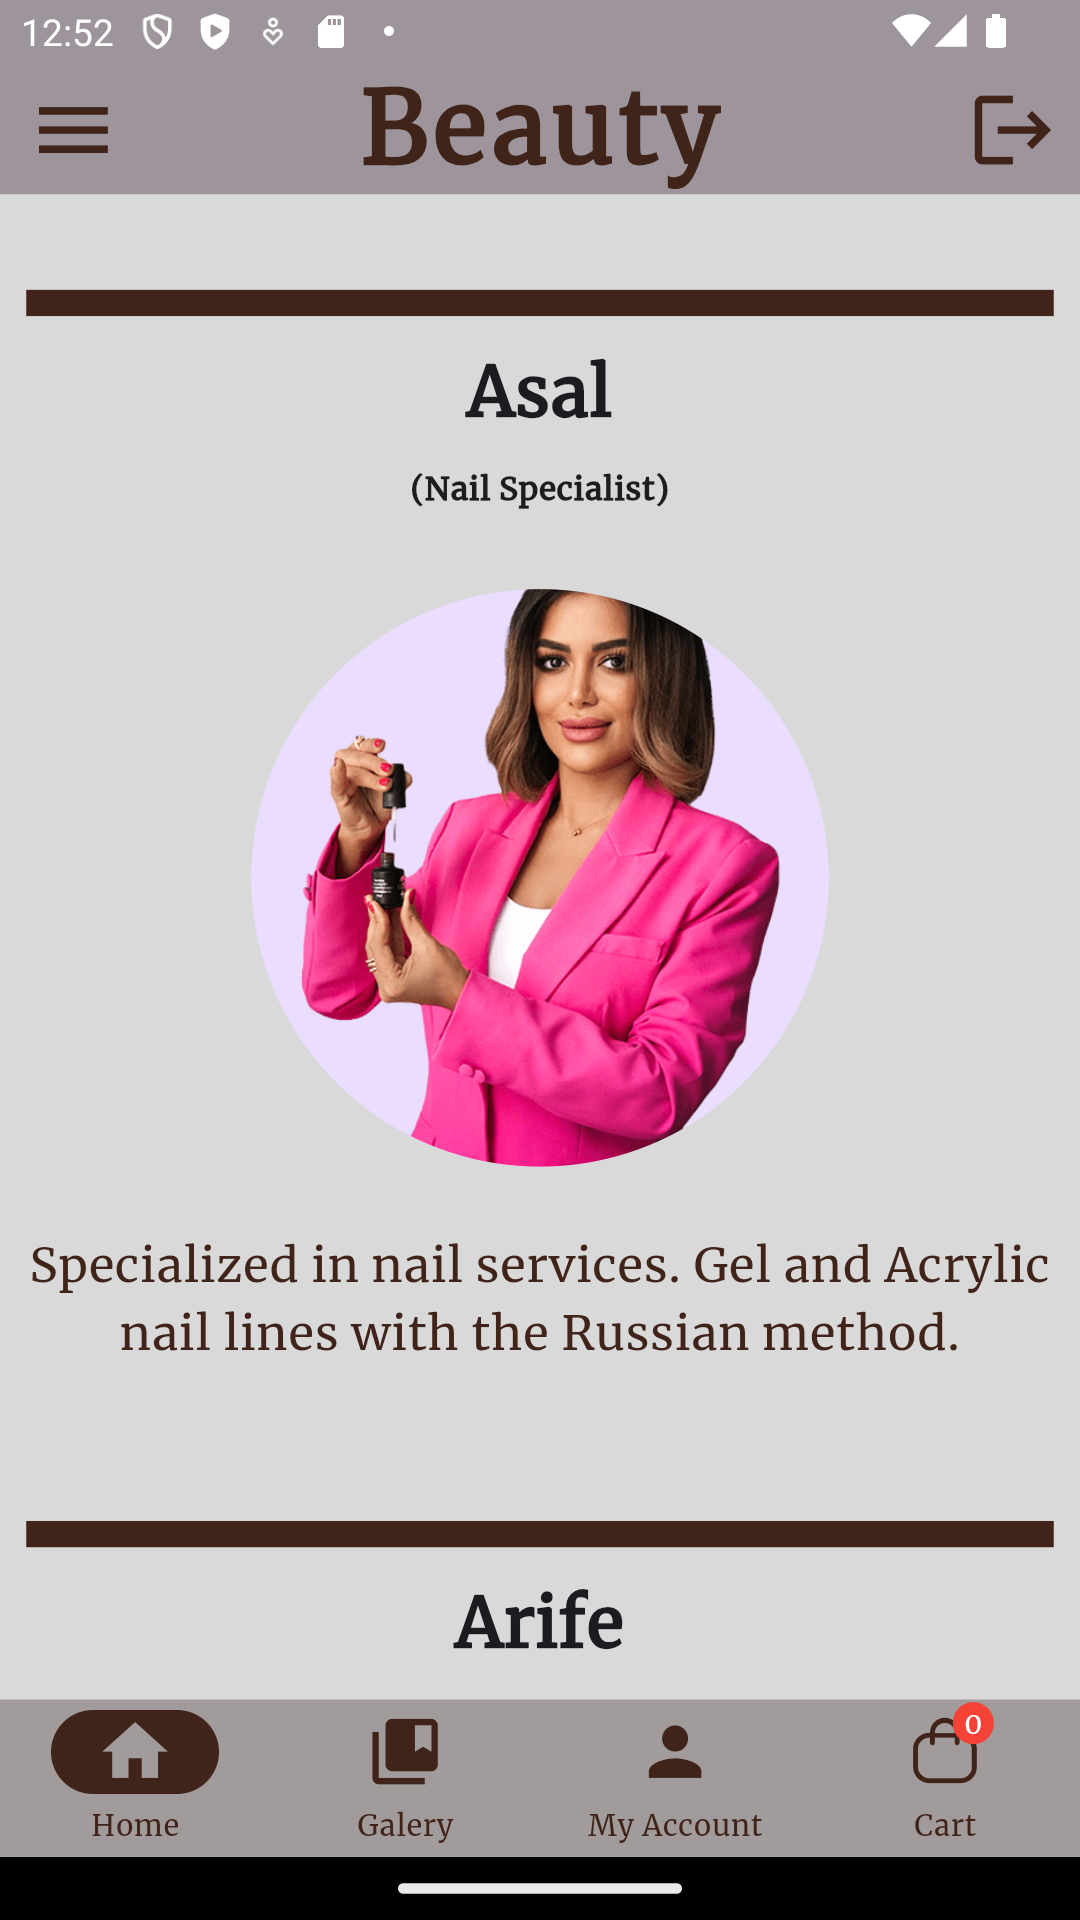 12:52
Beauty
Asal
(Nail Specialist)
Specialized in nail services. Gel and Acrylic
nail lines with the Russian method.
Arife
0
Home
Galery
My Account
Cart